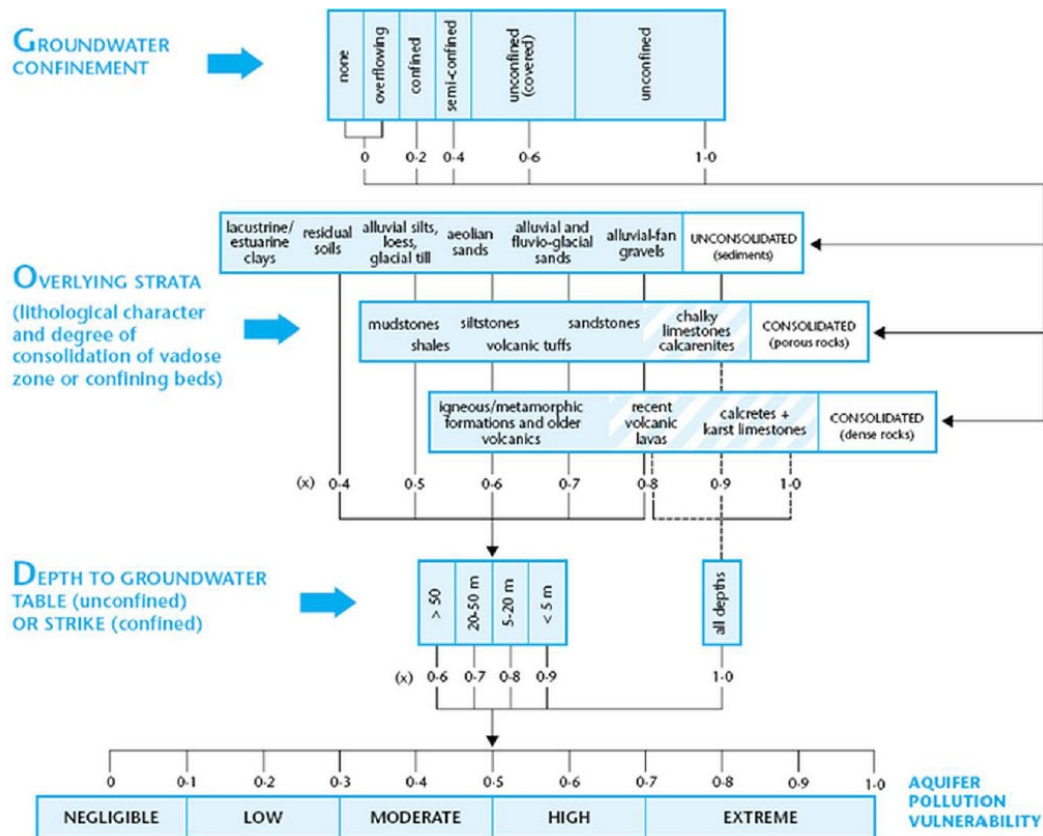 GROUNDWATER
CONFINEMENT
none
overflowing
confined
semi-confined
unconfined
(covered)
unconfined
0
0·2
0·4
0·6
1·0
OVERLYING STRATA
(lithological character
and degree of
consolidation of vadose
zone or confining beds)
lacustrine/
estuarine
clays
residual
soils
alluvial silts,
loess,
glacial till
aeolian
sands
alluvial and
fluvio-glacial
sands
alluvial-fan
gravels
UNCONSOLIDATED
(sediments)
mudstones
shales
siltstones
volcanic tuffs
sandstones
chalky
limestones
calcarenites
CONSOLIDATED
(porous rocks)
igneous/metamorphic
formations and older
volcanics
recent
volcanic
lavas
calcretes +
karst limestones
CONSOLIDATED
(dense rocks)
(x) 0·4 0·5 0·6 0·7 0·8 0·9 1·0
DEPTH TO GROUNDWATER
TABLE (unconfined)
OR STRIKE (confined)
> 50
20-50 m
5-20 m
< 5 m
all depths
(x) 0·6 0·7 0·8 0·9 1·0
0 0·1 0·2 0·3 0·4 0·5 0·6 0·7 0·8 0·9 1·0
NEGLIGIBLE LOW MODERATE HIGH EXTREME
AQUIFER
POLLUTION
VULNERABILITY